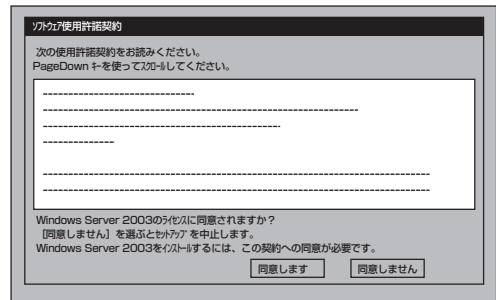 ｿﾌﾄｳｪｱ使用許諾契約
次の使用許諾契約をお読みください。
PageDown ｷｰを使ってｽｸﾛｰﾙしてください。
Windows Server 2003のﾗｲｾﾝｽに同意されますか？
［同意しません］を選ぶとｾｯﾄｱｯﾌﾟを中止します。
Windows Server 2003をｲﾝｽﾄｰﾙするには、この契約への同意が必要です。
同意します　同意しません